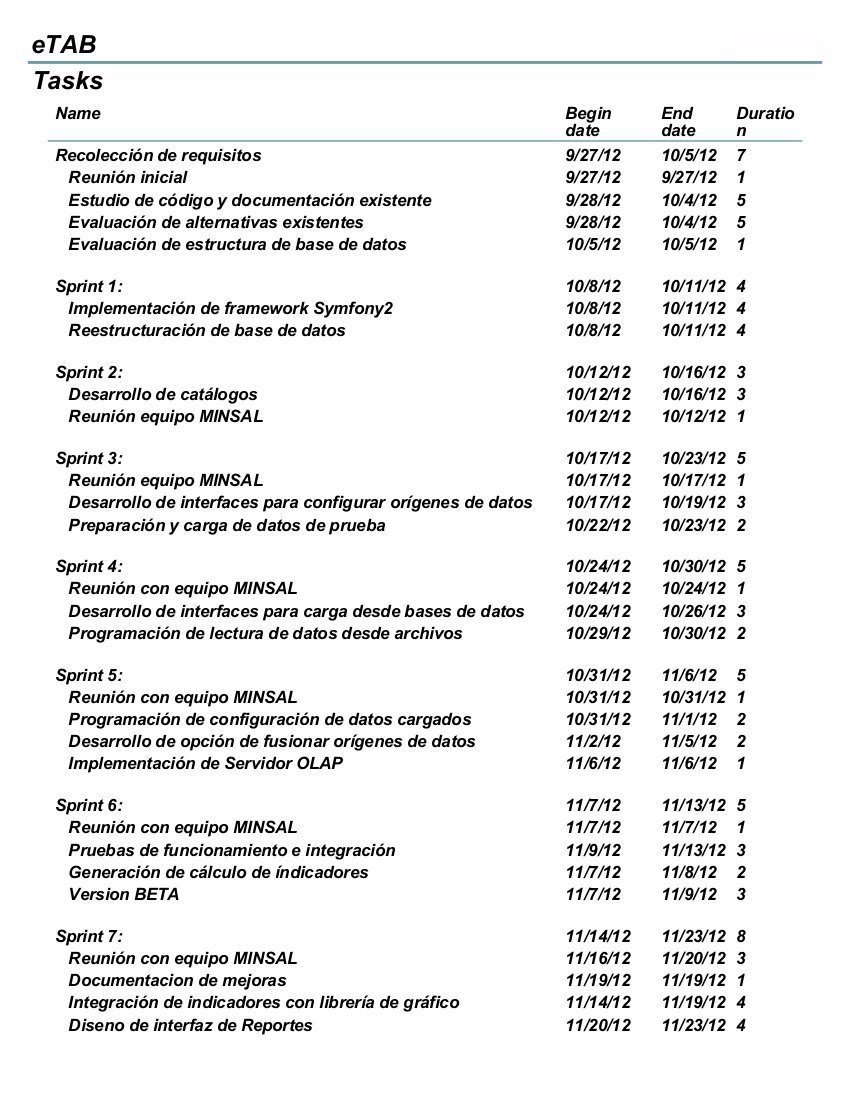 eTAB
Tasks
Name Begin date End date Duratio n
Recolección de requisitos 9/27/12 10/5/12 7
Reunión inicial 9/27/12 9/27/12 1
Estudio de código y documentación existente 9/28/12 10/4/12 5
Evaluación de alternativas existentes 9/28/12 10/4/12 5
Evaluación de estructura de base de datos 10/5/12 10/5/12 1
Sprint 1: 10/8/12 10/11/12 4
Implementación de framework Symfony2 10/8/12 10/11/12 4
Reestructuración de base de datos 10/8/12 10/11/12 4
Sprint 2: 10/12/12 10/16/12 3
Desarrollo de catálogos 10/12/12 10/16/12 3
Reunión equipo MINSAL 10/12/12 10/12/12 1
Sprint 3: 10/17/12 10/23/12 5
Reunión equipo MINSAL 10/17/12 10/17/12 1
Desarrollo de interfaces para configurar orígenes de datos 10/17/12 10/19/12 3
Preparación y carga de datos de prueba 10/22/12 10/23/12 2
Sprint 4: 10/24/12 10/30/12 5
Reunión con equipo MINSAL 10/24/12 10/24/12 1
Desarrollo de interfaces para carga desde bases de datos 10/24/12 10/26/12 3
Programación de lectura de datos desde archivos 10/29/12 10/30/12 2
Sprint 5: 10/31/12 11/6/12 5
Reunión con equipo MINSAL 10/31/12 10/31/12 1
Programación de configuración de datos cargados 10/31/12 11/1/12 2
Desarrollo de opción de fusionar orígenes de datos 11/2/12 11/5/12 2
Implementación de Servidor OLAP 11/6/12 11/6/12 1
Sprint 6: 11/7/12 11/13/12 5
Reunión con equipo MINSAL 11/7/12 11/7/12 1
Pruebas de funcionamiento e integración 11/9/12 11/13/12 3
Generación de cálculo de índicadores 11/7/12 11/8/12 2
Version BETA 11/7/12 11/9/12 3
Sprint 7: 11/14/12 11/23/12 8
Reunión con equipo MINSAL 11/16/12 11/20/12 3
Documentacion de mejoras 11/19/12 11/19/12 1
Integración de indicadores con librería de gráfico 11/14/12 11/19/12 4
Diseno de interfaz de Reportes 11/20/12 11/23/12 4